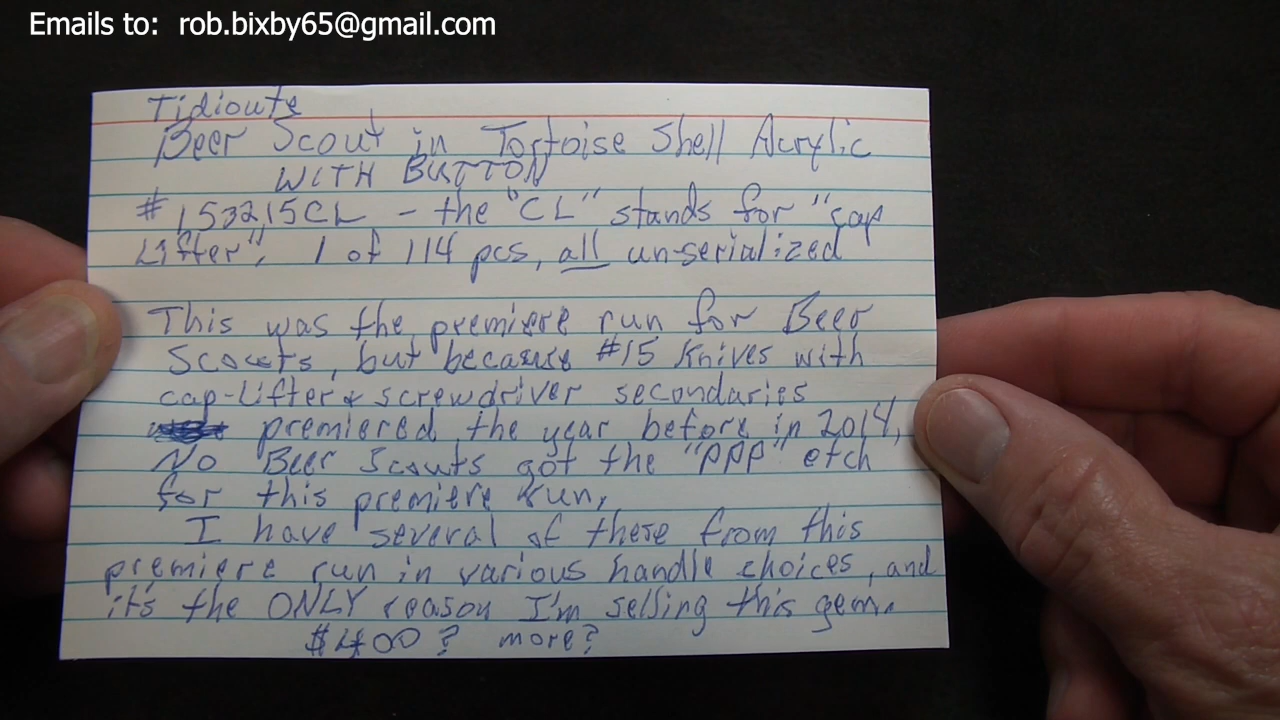 Emails to:  rob.bixby65@gmail.com
Tidioute
Beer Scout in Tortoise Shell Acrylic
WITH BUTTON
# 153215CL - the "CL" stands for "cap
Lifter". 1 of 114 pcs, all un-serialized
This was the premiere run for Beer
Scouts, but because #15 knives with
cap-lifter & screwdriver secondaries
premiered the year before in 2014,
No Beer Scouts got the "PPP" etch
for this premiere run.
I have several of these from this
premiere run in various handle choices, and
it's the ONLY reason I'm selling this gem.
$400? more?